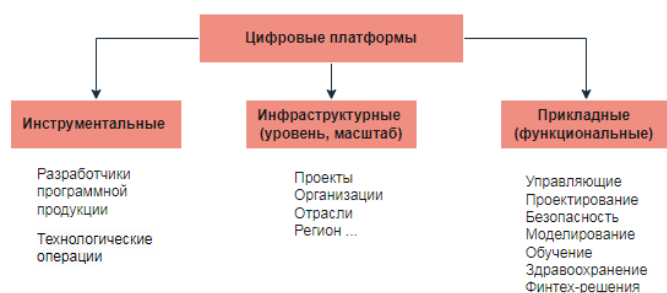 Цифровые платформы
Инструментальные
Разработчики
программной
продукции
Технологические
операции
Инфраструктурные
(уровень, масштаб)
Проекты
Организации
Отрасли
Регион ...
Прикладные
(функциональные)
Управляющие
Проектирование
Безопасность
Моделирование
Обучение
Здравоохранение
Финтех-решения